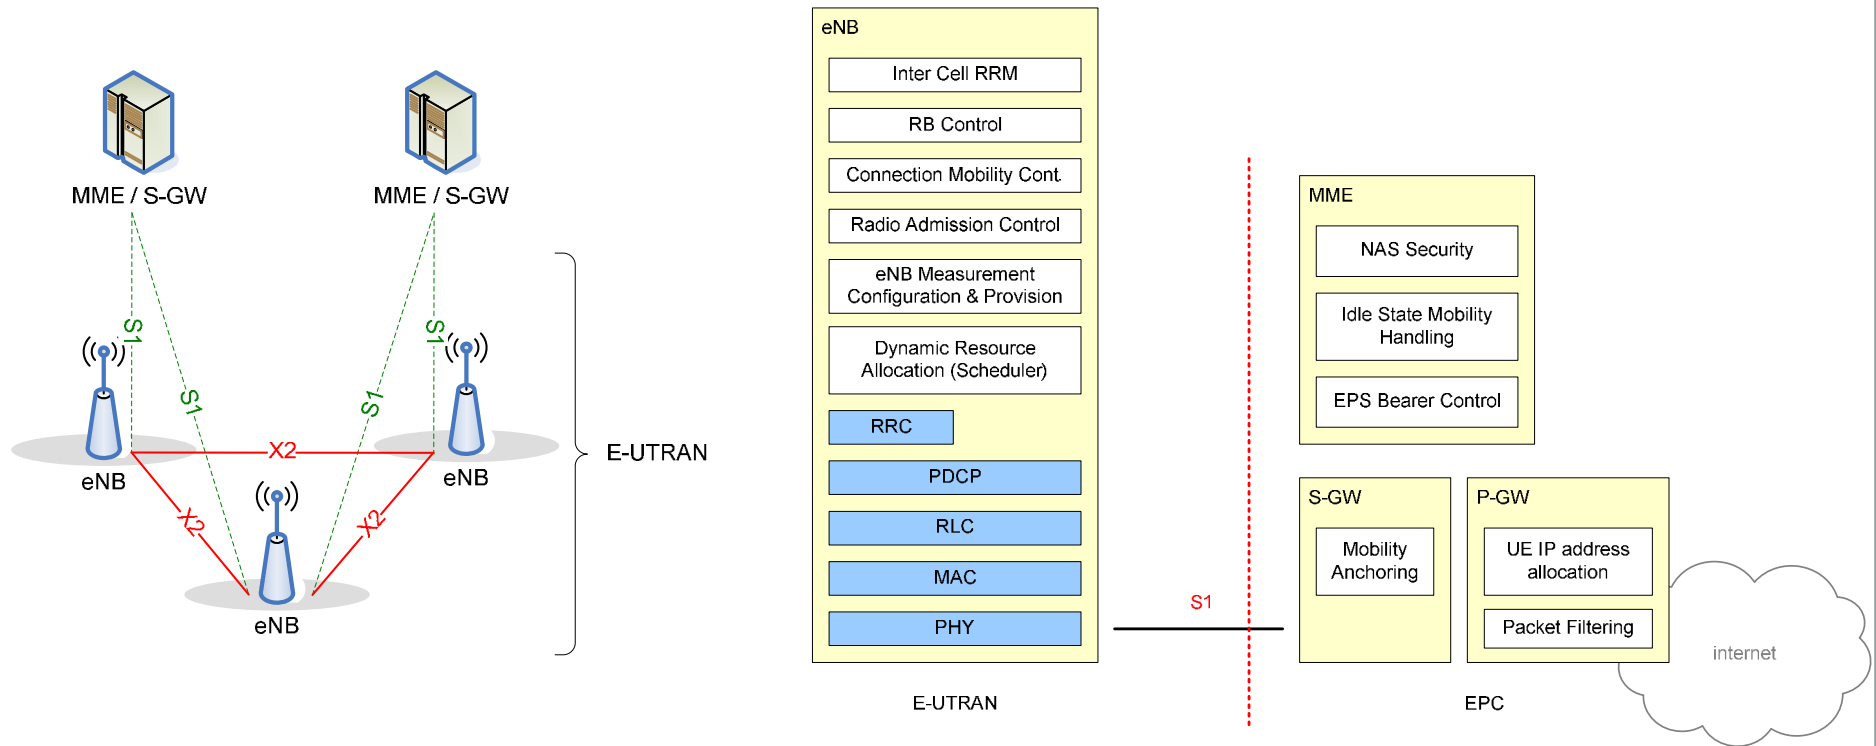 MME / S-GW
MME / S-GW
S1
S1
S1
S1
eNB
X2
eNB
X2
X2
eNB
E-UTRAN
eNB
Inter Cell RRM
RB Control
Connection Mobility Cont.
Radio Admission Control
eNB Measurement
Configuration & Provision
Dynamic Resource
Allocation (Scheduler)
RRC
PDCP
RLC
MAC
PHY
E-UTRAN
S1
MME
NAS Security
Idle State Mobility
Handling
EPS Bearer Control
S-GW
Mobility
Anchoring
P-GW
UE IP address
allocation
Packet Filtering
internet
EPC